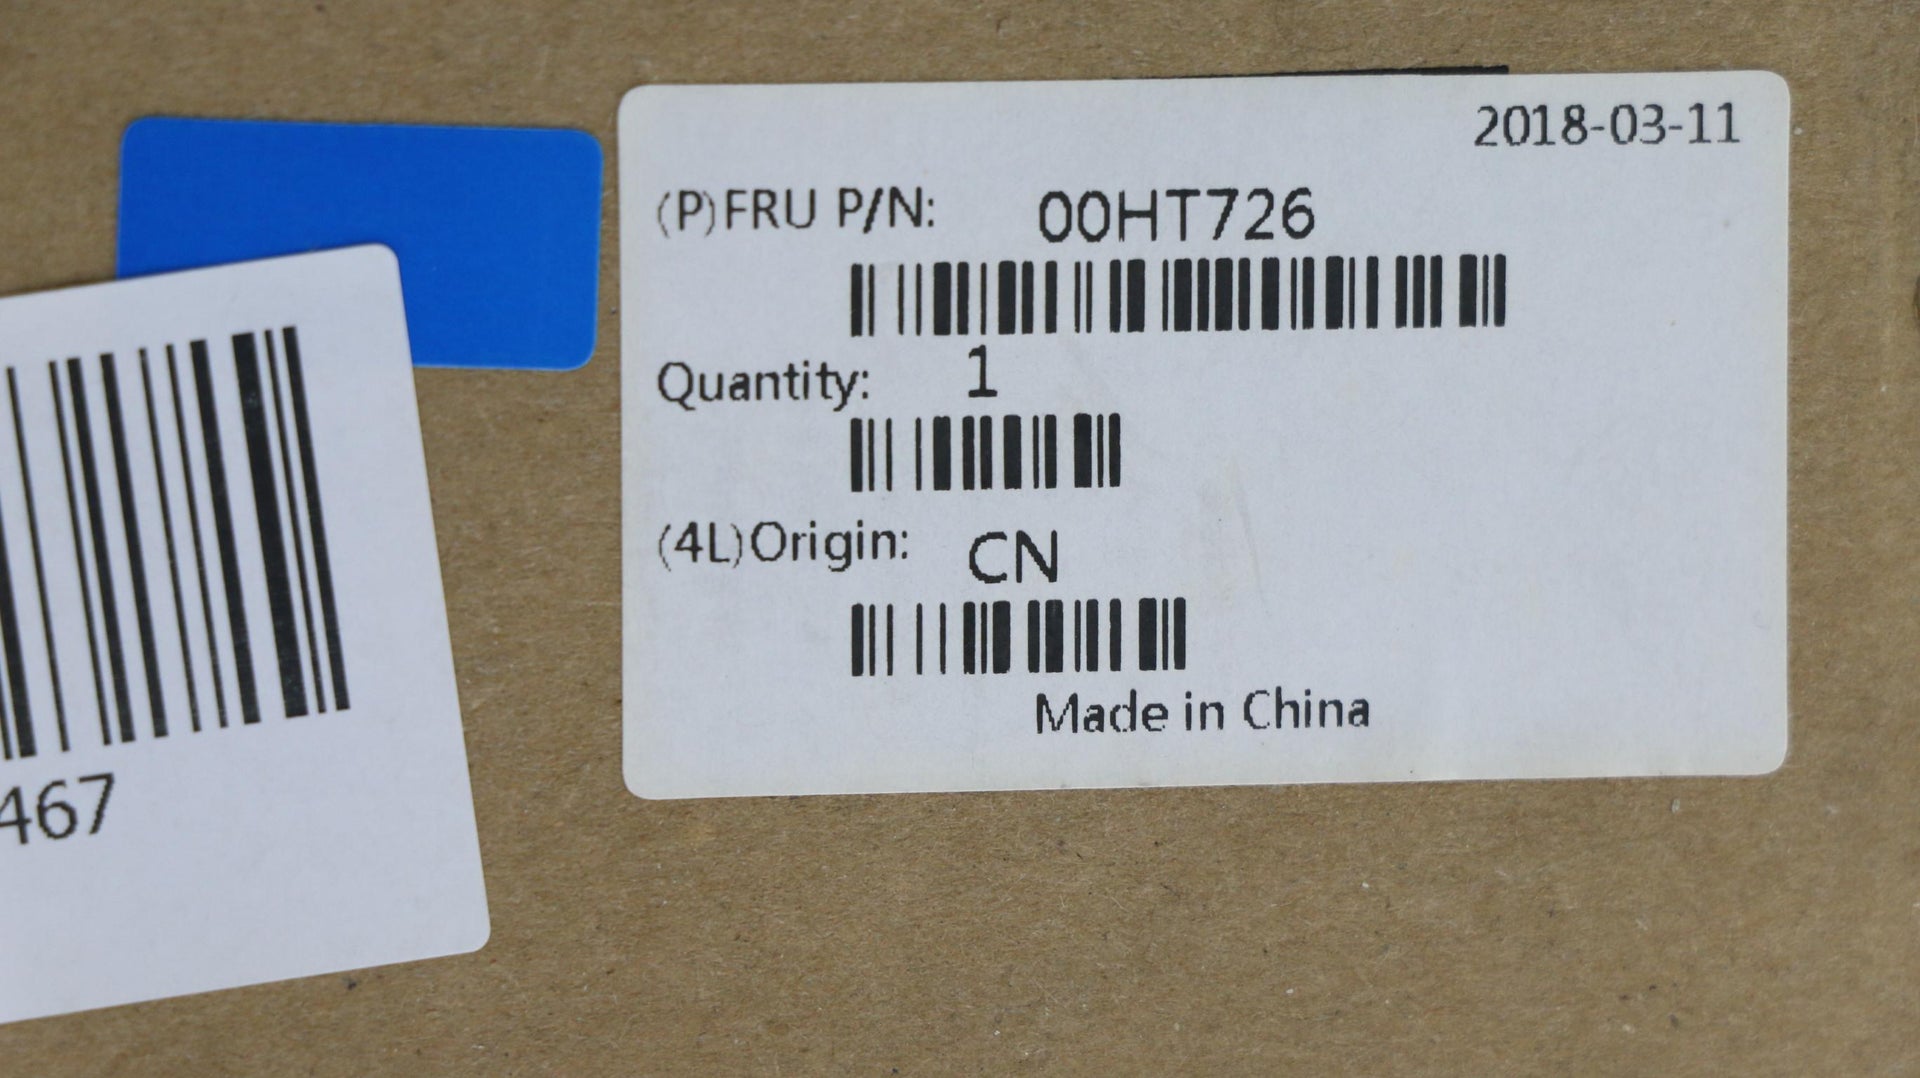 2018-03-11
(P)FRU P/N: 00HT726
Quantity: 1
(4L)Origin: CN
Made in China
467